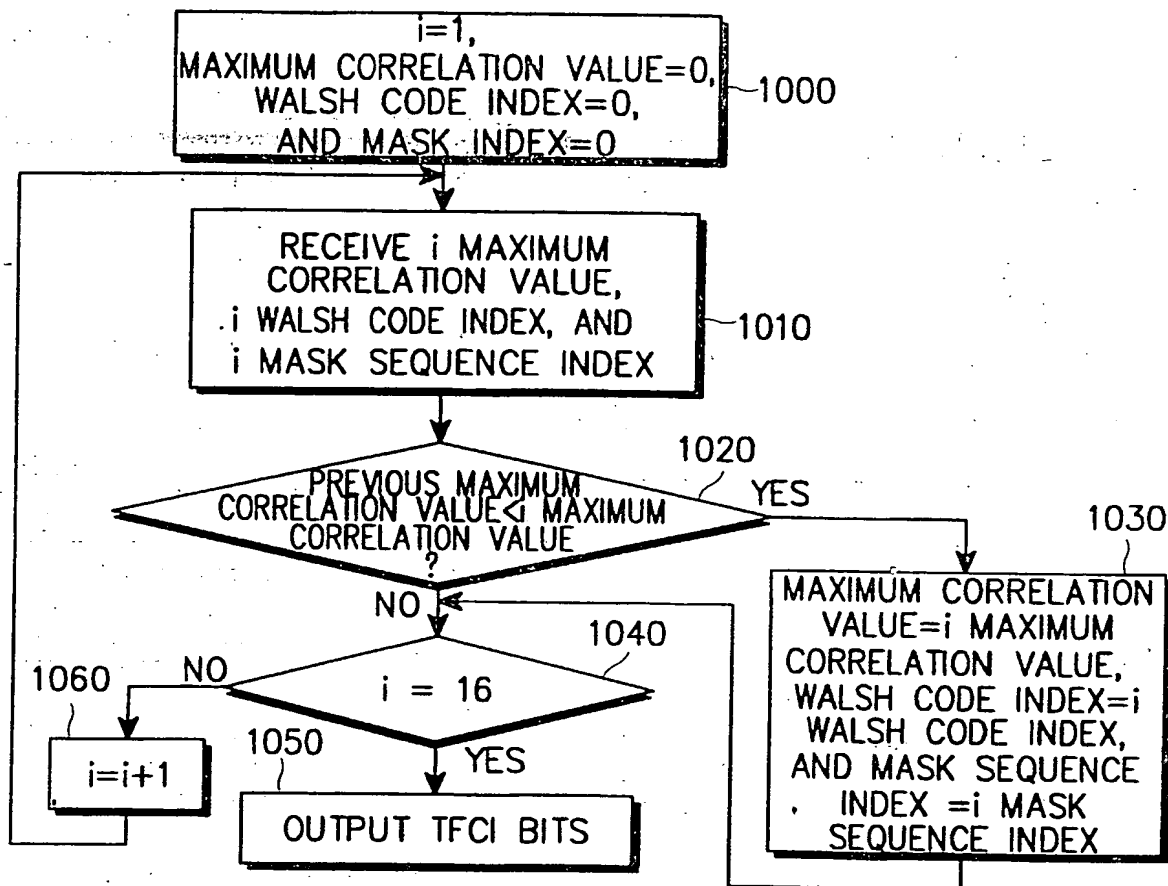 i=1,
MAXIMUM CORRELATION VALUE=0,
WALSH CODE INDEX=0,
AND MASK INDEX=0
1000
RECEIVE i MAXIMUM
CORRELATION VALUE,
i WALSH CODE INDEX, AND
i MASK SEQUENCE INDEX
1010
PREVIOUS MAXIMUM
CORRELATION VALUE<i MAXIMUM
CORRELATION VALUE
?
1020
YES
NO
1030
MAXIMUM CORRELATION
VALUE=i MAXIMUM
CORRELATION VALUE,
WALSH CODE INDEX=i
WALSH CODE INDEX,
AND MASK SEQUENCE
INDEX =i MASK
SEQUENCE INDEX
i = 16
1040
NO
YES
1060
i=i+1
1050
OUTPUT TFCI BITS